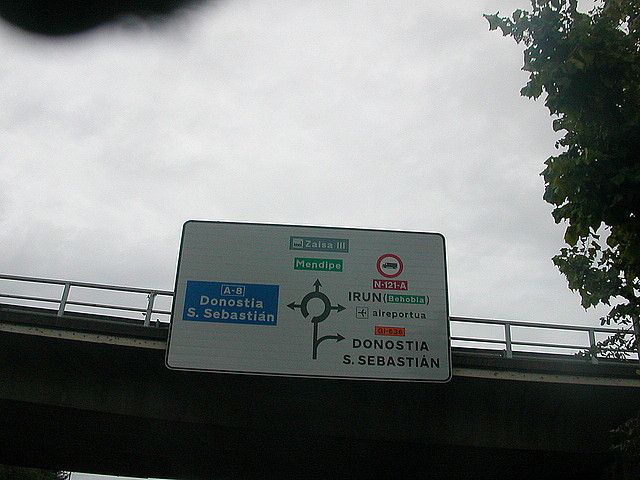 Zaisa III
Mendipe
A-8
Donostia
S. Sebastián
N-121-A
IRUN (Behobia)
aireportua
GI-636
DONOSTIA
S. SEBASTIÁN